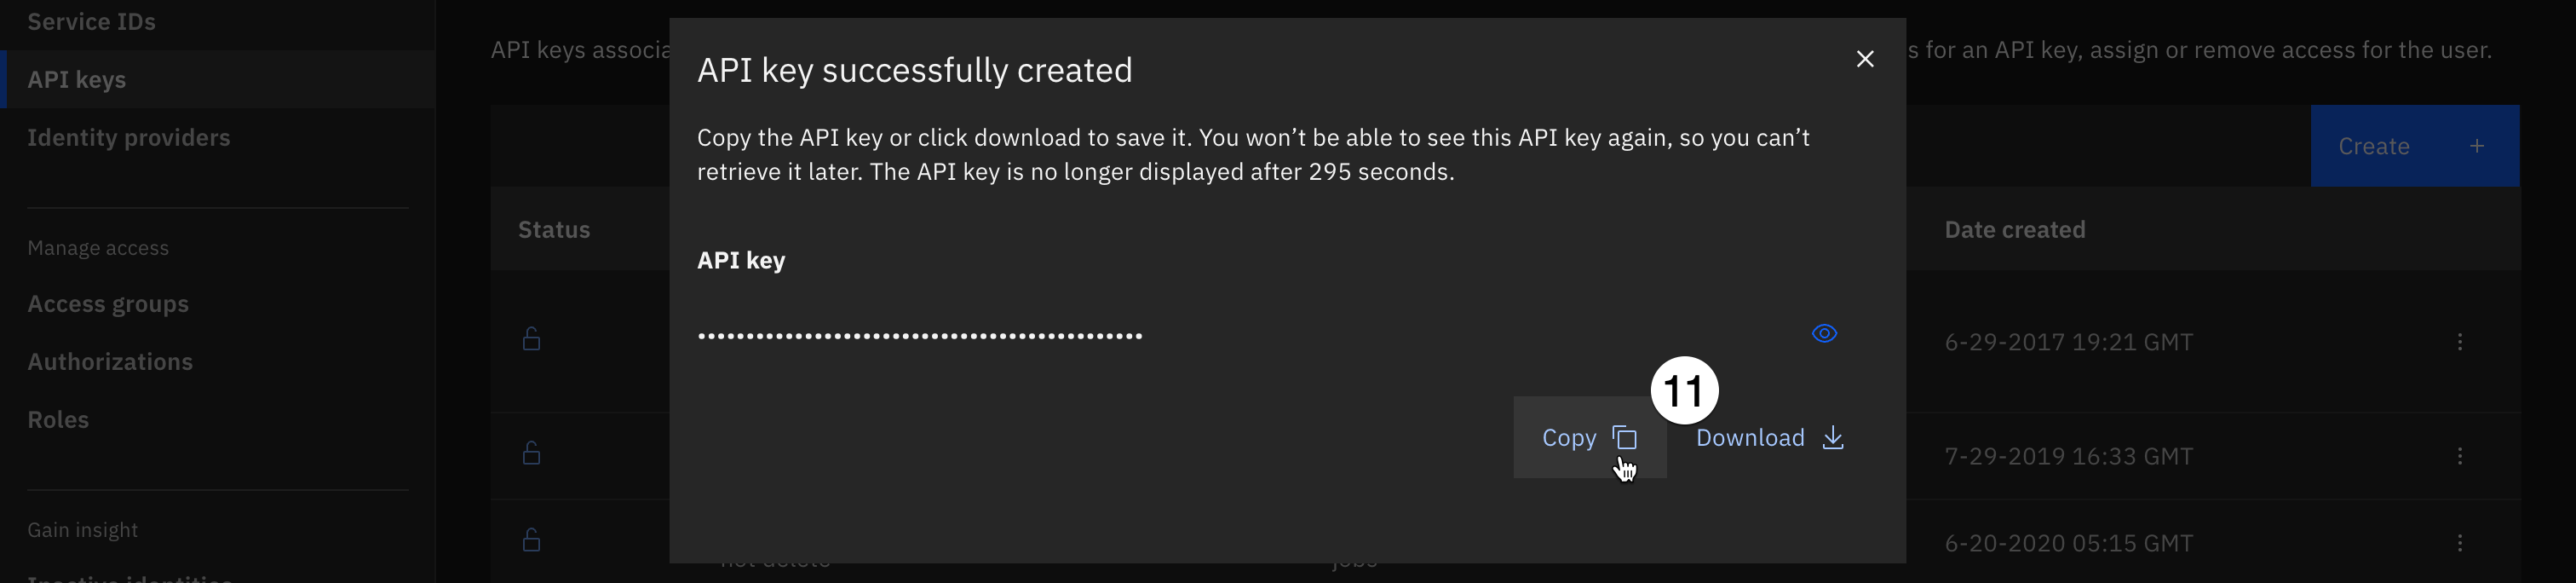 Service IDs
API keys
Identity providers
Manage access
Access groups
Authorizations
Roles
Gain insight
Inactive identities
API keys associa
s for an API key, assign or remove access for the user.
Create +
Status
Date created
6-29-2017 19:21 GMT
7-29-2019 16:33 GMT
6-20-2020 05:15 GMT
not delete
jobs
API key successfully created
Copy the API key or click download to save it. You won’t be able to see this API key again, so you can’t
retrieve it later. The API key is no longer displayed after 295 seconds.
API key
••••••••••••••••••••••••••••••••••••••••••••
11
Copy
Download